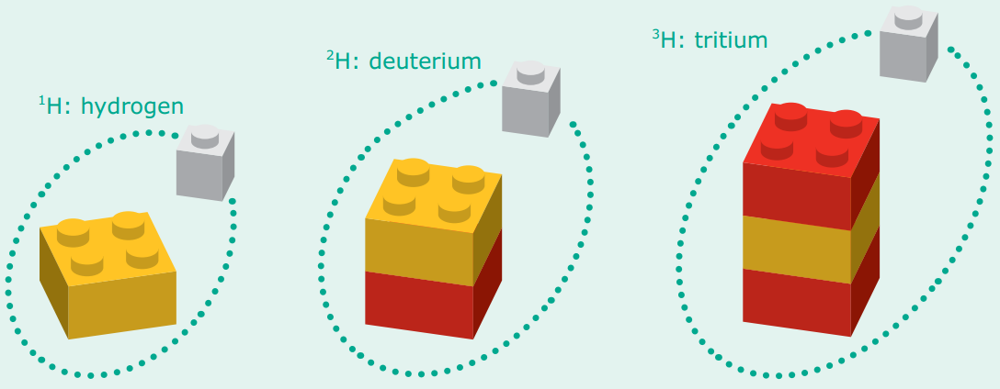 ¹H: hydrogen
²H: deuterium
³H: tritium